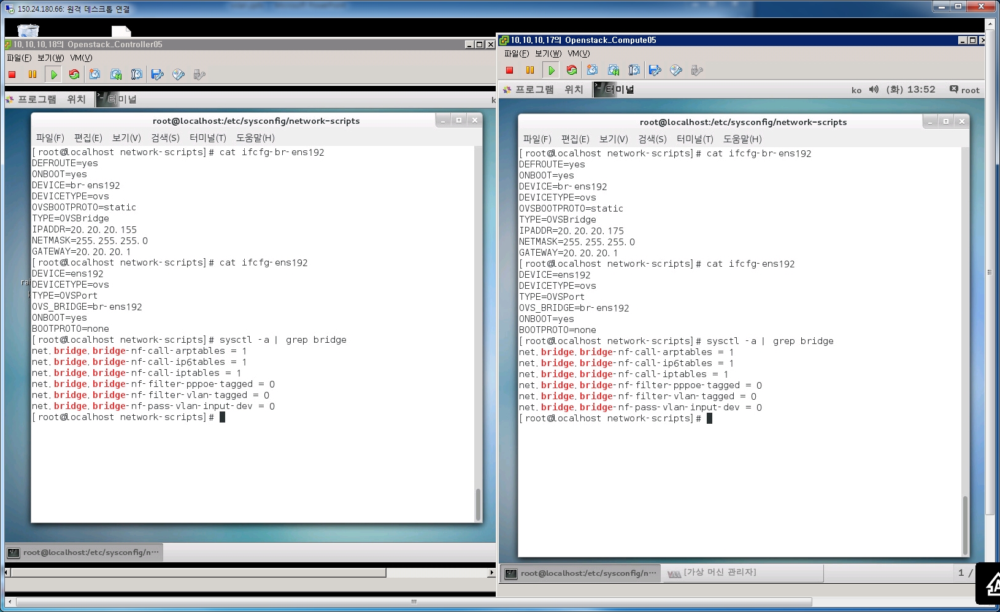 150.24.180.66: 원격 데스크톱 연결
10.10.10.18의 Openstack_Controller05
파일(F) 보기(W) VM(V)
프로그램 위치 터미널
k
root@localhost:/etc/sysconfig/network-scripts
파일(F) 편집(E) 보기(V) 검색(S) 터미널(T) 도움말(H)
[root@localhost network-scripts]# cat ifcfg-br-ens192
DEFROUTE=yes
ONBOOT=yes
DEVICE=br-ens192
DEVICETYPE=ovs
OVSBOOTPROTO=static
TYPE=OVSBridge
IPADDR=20.20.20.155
NETMASK=255.255.255.0
GATEWAY=20.20.20.1
[root@localhost network-scripts]# cat ifcfg-ens192
DEVICE=ens192
DEVICETYPE=ovs
TYPE=OVSPort
OVS_BRIDGE=br-ens192
ONBOOT=yes
BOOTPROTO=none
[root@localhost network-scripts]# sysctl -a | grep bridge
net.bridge.bridge-nf-call-arptables = 1
net.bridge.bridge-nf-call-ip6tables = 1
net.bridge.bridge-nf-call-iptables = 1
net.bridge.bridge-nf-filter-pppoe-tagged = 0
net.bridge.bridge-nf-filter-vlan-tagged = 0
net.bridge.bridge-nf-pass-vlan-input-dev = 0
[root@localhost network-scripts]#
root@localhost:/etc/sysconfig/n···
10.10.10.17의 Openstack_Compute05
파일(F) 보기(W) VM(V)
프로그램 위치 터미널
ko (화) 13:52 root
root@localhost:/etc/sysconfig/network-scripts
파일(F) 편집(E) 보기(V) 검색(S) 터미널(T) 도움말(H)
[root@localhost network-scripts]# cat ifcfg-br-ens192
DEFROUTE=yes
ONBOOT=yes
DEVICE=br-ens192
DEVICETYPE=ovs
OVSBOOTPROTO=static
TYPE=OVSBridge
IPADDR=20.20.20.175
NETMASK=255.255.255.0
GATEWAY=20.20.20.1
[root@localhost network-scripts]# cat ifcfg-ens192
DEVICE=ens192
DEVICETYPE=ovs
TYPE=OVSPort
OVS_BRIDGE=br-ens192
ONBOOT=yes
BOOTPROTO=none
[root@localhost network-scripts]# sysctl -a | grep bridge
net.bridge.bridge-nf-call-arptables = 1
net.bridge.bridge-nf-call-ip6tables = 1
net.bridge.bridge-nf-call-iptables = 1
net.bridge.bridge-nf-filter-pppoe-tagged = 0
net.bridge.bridge-nf-filter-vlan-tagged = 0
net.bridge.bridge-nf-pass-vlan-input-dev = 0
[root@localhost network-scripts]#
root@localhost:/etc/sysconfig/n··· [가상 머신 관리자] 1 /